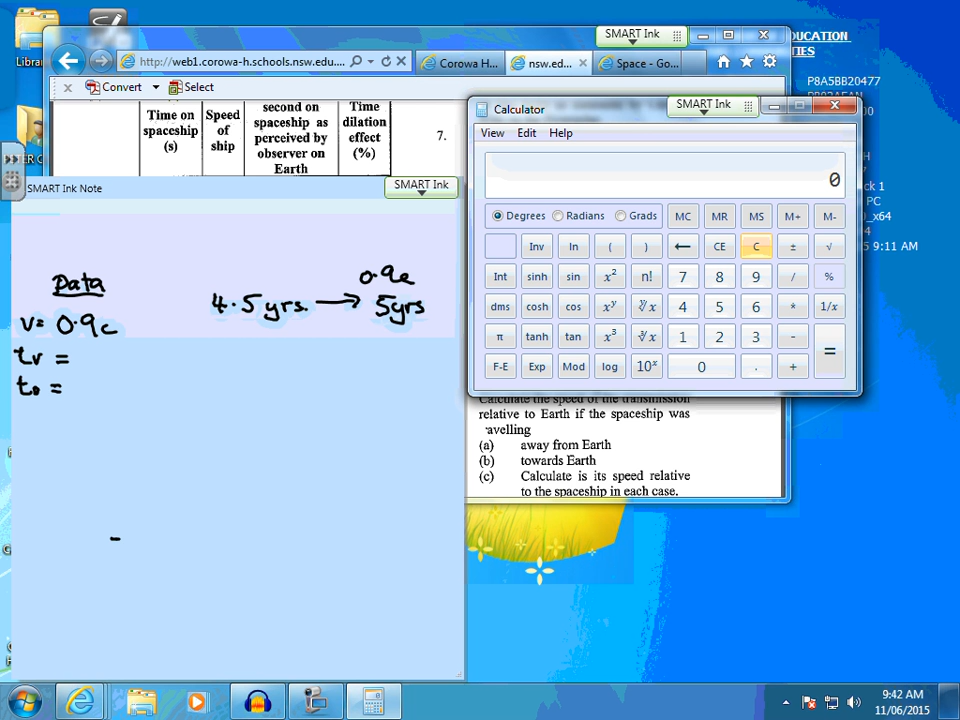 Libra
SMART Ink
DUCATION
TIES
http://web1.corowa-h.schools.nsw.edu....
Corowa H...
nsw.ed...
Space - Go...
Convert
Select
P8A5BB20477
Time on
spaceship
(s)
Speed
of
ship
second on
spaceship as
perceived by
observer on
Earth
Time
dilation
effect
(%)
7.
SMART Ink Note
SMART Ink
Data
v = 0.9c
tv =
t₀ =
4.5 yrs. →
0.9c
5yrs
-
Calculator
SMART Ink
View Edit Help
0
Degrees Radians Grads MC MR MS M+ M-
Inv ln ( ) ← CE C ± √
Int sinh sin x² n! 7 8 9 / %
dms cosh cos xʸ ʸ√x 4 5 6 * 1/x
π tanh tan x³ ³√x 1 2 3 - =
F-E Exp Mod log 10ˣ 0 . +
Calculate the speed of the transmission
relative to Earth if the spaceship was
travelling
(a) away from Earth
(b) towards Earth
(c) Calculate is its speed relative
to the spaceship in each case.
ck 1
PC
_x64
9:11 AM
9:42 AM
11/06/2015